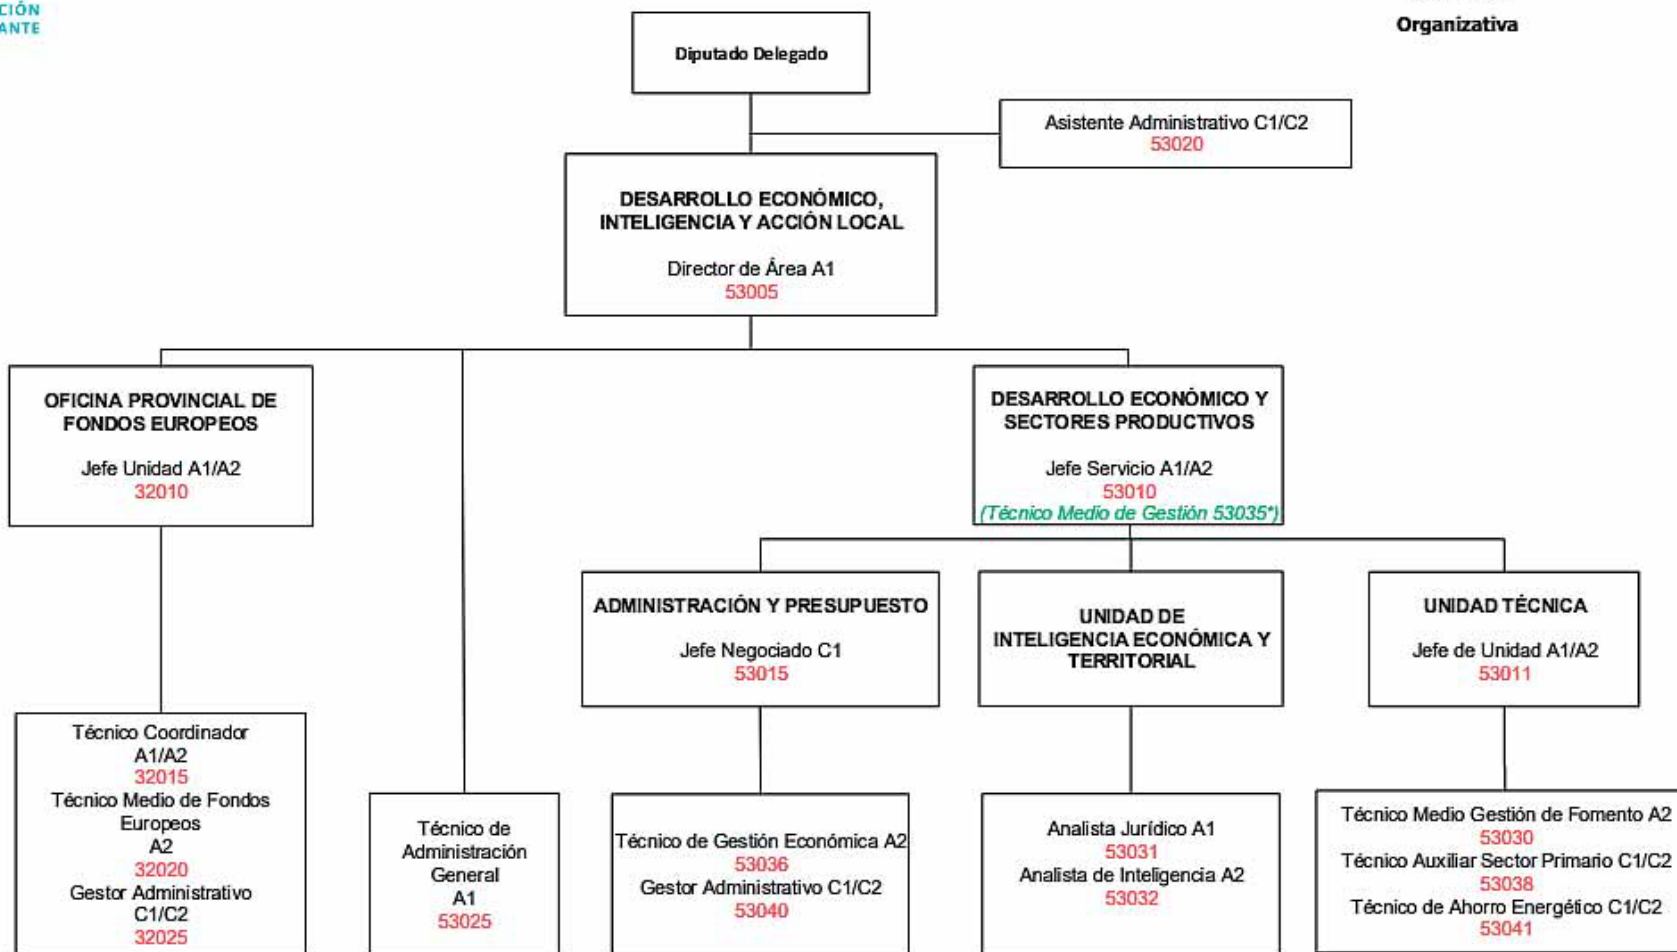 CIÓN
ANTE
Organizativa
Diputado Delegado
Asistente Administrativo C1/C2
53020
DESARROLLO ECONÓMICO,
INTELIGENCIA Y ACCIÓN LOCAL
Director de Área A1
53005
OFICINA PROVINCIAL DE
FONDOS EUROPEOS
Jefe Unidad A1/A2
32010
DESARROLLO ECONÓMICO Y
SECTORES PRODUCTIVOS
Jefe Servicio A1/A2
53010
(Técnico Medio de Gestión 53035*)
ADMINISTRACIÓN Y PRESUPUESTO
Jefe Negociado C1
53015
UNIDAD DE
INTELIGENCIA ECONÓMICA Y
TERRITORIAL
UNIDAD TÉCNICA
Jefe de Unidad A1/A2
53011
Técnico Coordinador
A1/A2
32015
Técnico Medio de Fondos
Europeos
A2
32020
Gestor Administrativo
C1/C2
32025
Técnico de
Administración
General
A1
53025
Técnico de Gestión Económica A2
53036
Gestor Administrativo C1/C2
53040
Analista Jurídico A1
53031
Analista de Inteligencia A2
53032
Técnico Medio Gestión de Fomento A2
53030
Técnico Auxiliar Sector Primario C1/C2
53038
Técnico de Ahorro Energético C1/C2
53041